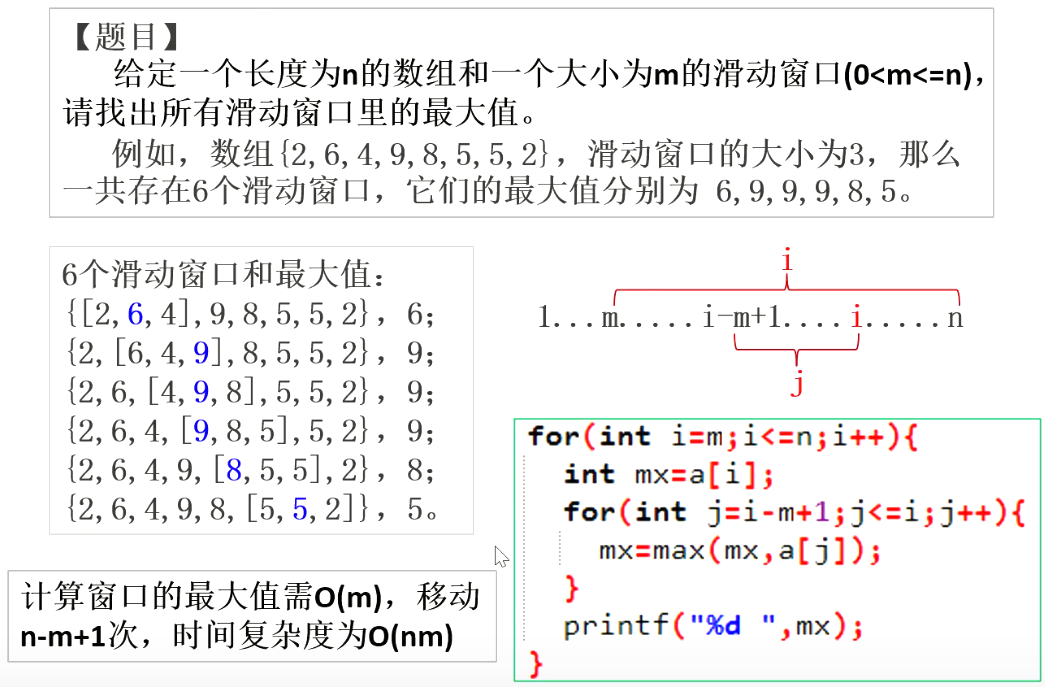 【题目】
给定一个长度为n的数组和一个大小为m的滑动窗口(0<m<=n)，
请找出所有滑动窗口里的最大值。
例如，数组{2,6,4,9,8,5,5,2}，滑动窗口的大小为3，那么
一共存在6个滑动窗口，它们的最大值分别为 6,9,9,9,8,5。
6个滑动窗口和最大值：
{[2,6,4],9,8,5,5,2}，6；
{2,[6,4,9],8,5,5,2}，9；
{2,6,[4,9,8],5,5,2}，9；
{2,6,4,[9,8,5],5,2}，9；
{2,6,4,9,[8,5,5],2}，8；
{2,6,4,9,8,[5,5,2]}，5。
i
1...m.....i-m+1....i.....n
j
for(int i=m;i<=n;i++){
int mx=a[i];
for(int j=i-m+1;j<=i;j++){
mx=max(mx,a[j]);
}
printf("%d ",mx);
}
计算窗口的最大值需O(m)，移动
n-m+1次，时间复杂度为O(nm)